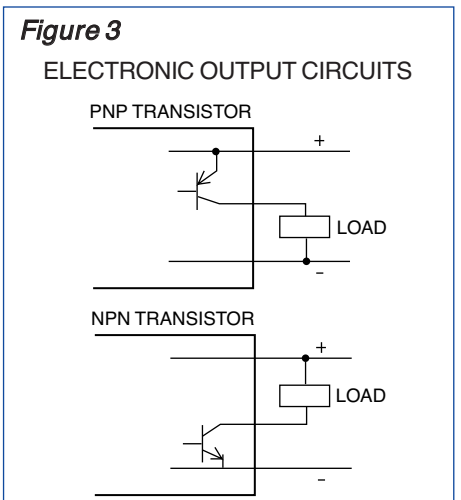 Figure 3
ELECTRONIC OUTPUT CIRCUITS
PNP TRANSISTOR
+
LOAD
–
NPN TRANSISTOR
+
LOAD
–